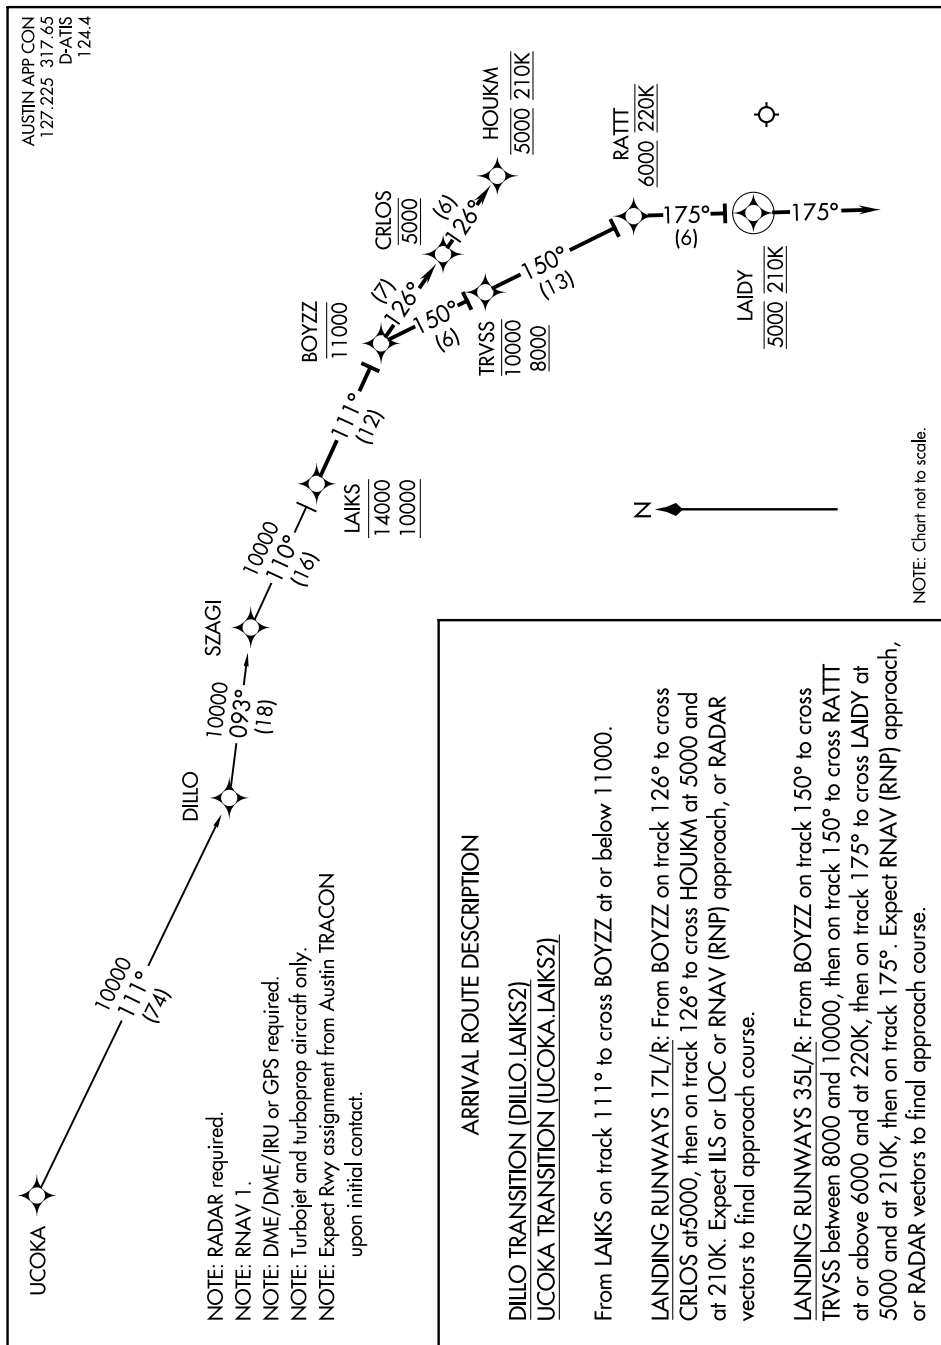 AUSTIN APP CON
127.225 317.65
D-ATIS
124.4
UCOKA
10000
111°
(74)
DILLO
10000
093°
(18)
SZAGI
10000
110°
(16)
LAIKS
14000
10000
111°
(12)
BOYZZ
11000
126°
(7)
CRLOS
5000
126°
(6)
HOUKM
5000 210K
150°
(6)
TRVSS
10000
8000
150°
(13)
RATTT
6000 220K
175°
(6)
LAIDY
5000 210K
175°
N
NOTE: RADAR required.
NOTE: RNAV 1.
NOTE: DME/DME/IRU or GPS required.
NOTE: Turbojet and turboprop aircraft only.
NOTE: Expect Rwy assignment from Austin TRACON
upon initial contact.
NOTE: Chart not to scale.
ARRIVAL ROUTE DESCRIPTION
DILLO TRANSITION (DILLO.LAIKS2)
UCOKA TRANSITION (UCOKA.LAIKS2)
From LAIKS on track 111° to cross BOYZZ at or below 11000.
LANDING RUNWAYS 17L/R: From BOYZZ on track 126° to cross
CRLOS at5000, then on track 126° to cross HOUKM at 5000 and
at 210K. Expect ILS or LOC or RNAV (RNP) approach, or RADAR
vectors to final approach course.
LANDING RUNWAYS 35L/R: From BOYZZ on track 150° to cross
TRVSS between 8000 and 10000, then on track 150° to cross RATTT
at or above 6000 and at 220K, then on track 175° to cross LAIDY at
5000 and at 210K, then on track 175°. Expect RNAV (RNP) approach,
or RADAR vectors to final approach course.